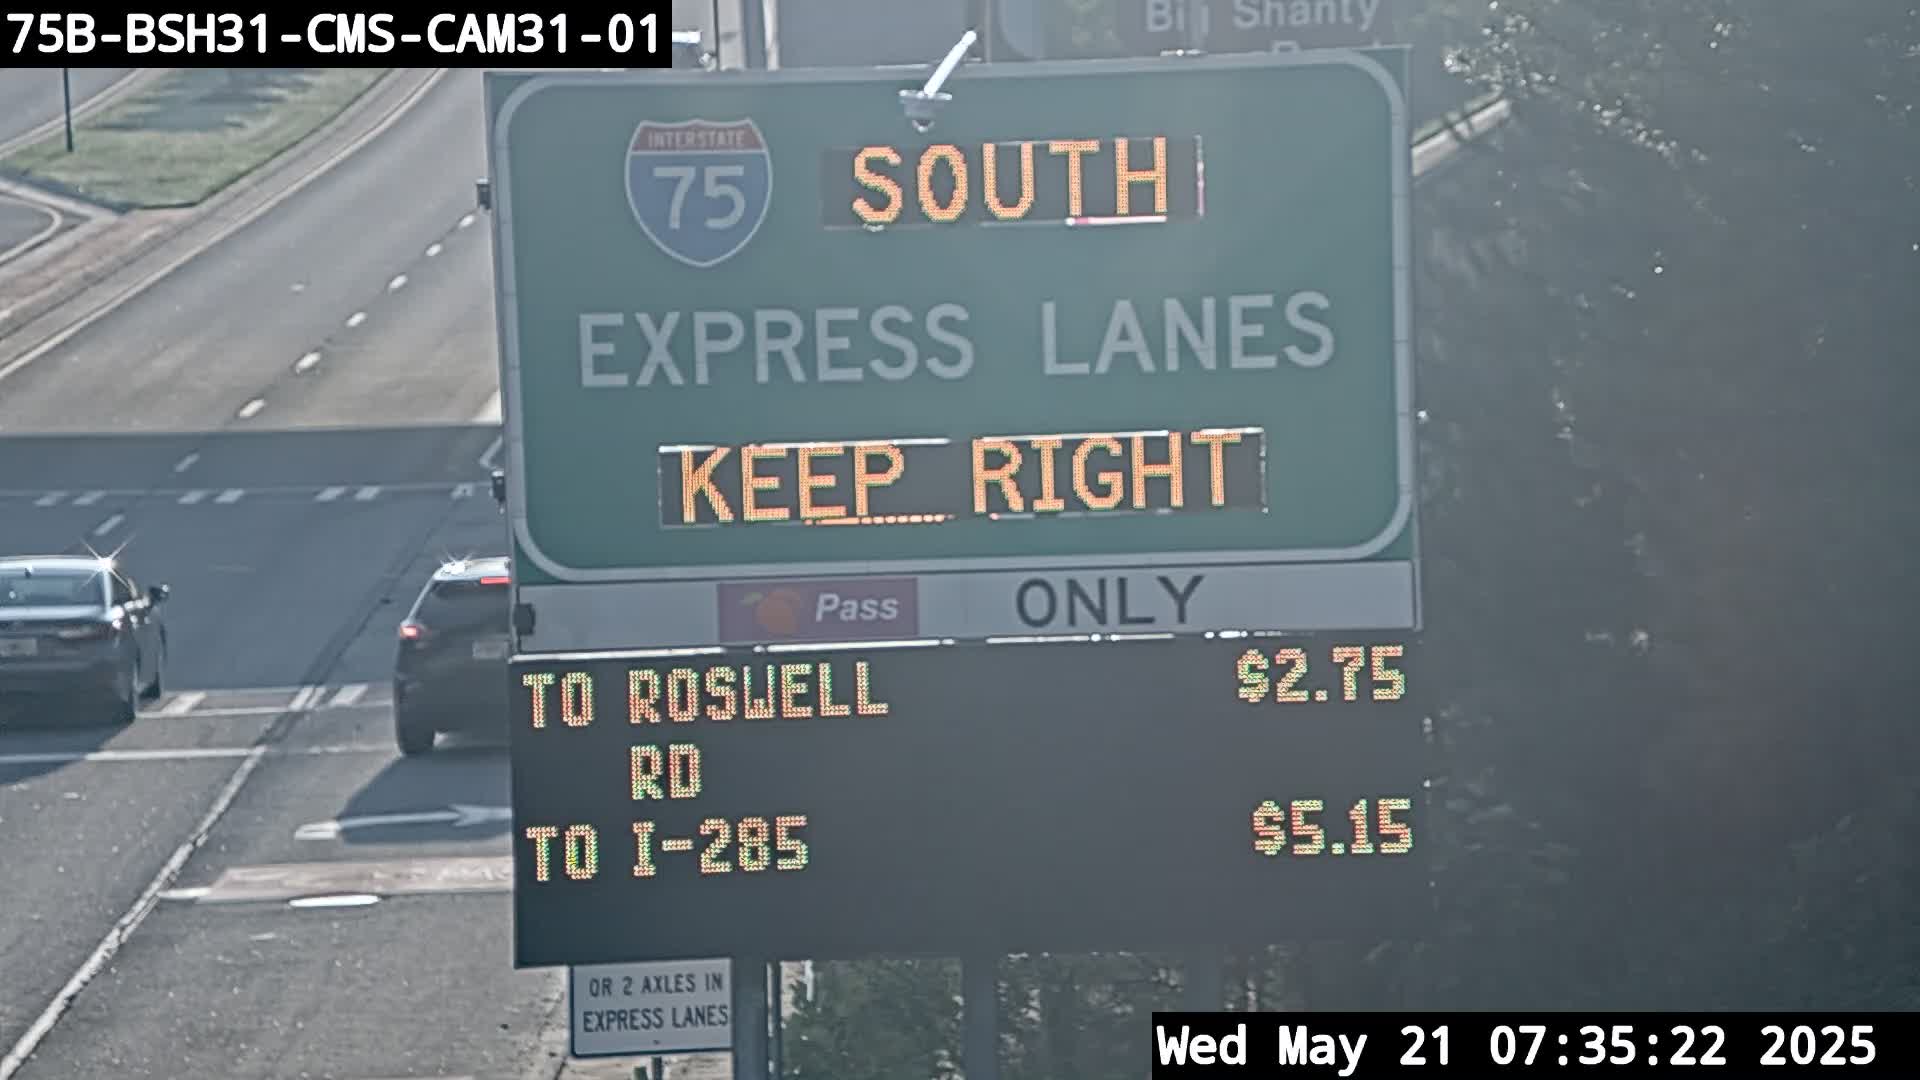 75B-BSH31-CMS-CAM31-01
Shanty
INTERSTATE
75
SOUTH
EXPRESS LANES
KEEP RIGHT
Pass ONLY
TO ROSWELL $2.75
RD
TO I-285 $5.15
OR 2 AXLES IN
EXPRESS LANES
Wed May 21 07:35:22 2025